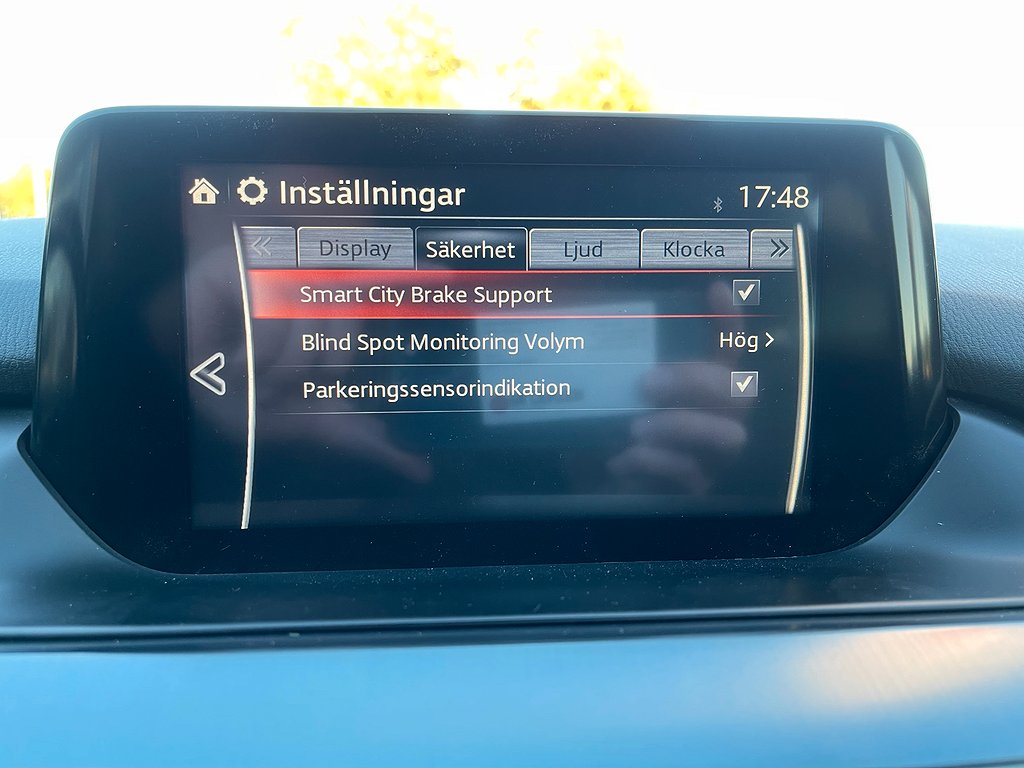 Inställningar 17:48
Display Säkerhet Ljud Klocka
Smart City Brake Support
Blind Spot Monitoring Volym Hög
Parkeringssensorindikation